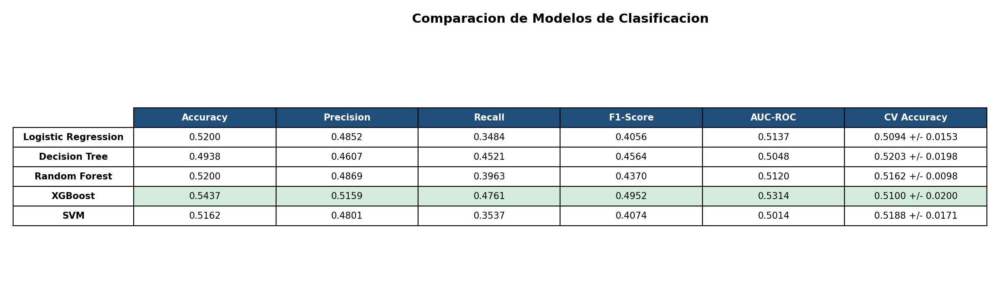 Comparacion de Modelos de Clasificacion
Accuracy Precision Recall F1-Score AUC-ROC CV Accuracy
Logistic Regression 0.5200 0.4852 0.3484 0.4056 0.5137 0.5094 +/- 0.0153
Decision Tree 0.4938 0.4607 0.4521 0.4564 0.5048 0.5203 +/- 0.0198
Random Forest 0.5200 0.4869 0.3963 0.4370 0.5120 0.5162 +/- 0.0098
XGBoost 0.5437 0.5159 0.4761 0.4952 0.5314 0.5100 +/- 0.0200
SVM 0.5162 0.4801 0.3537 0.4074 0.5014 0.5188 +/- 0.0171